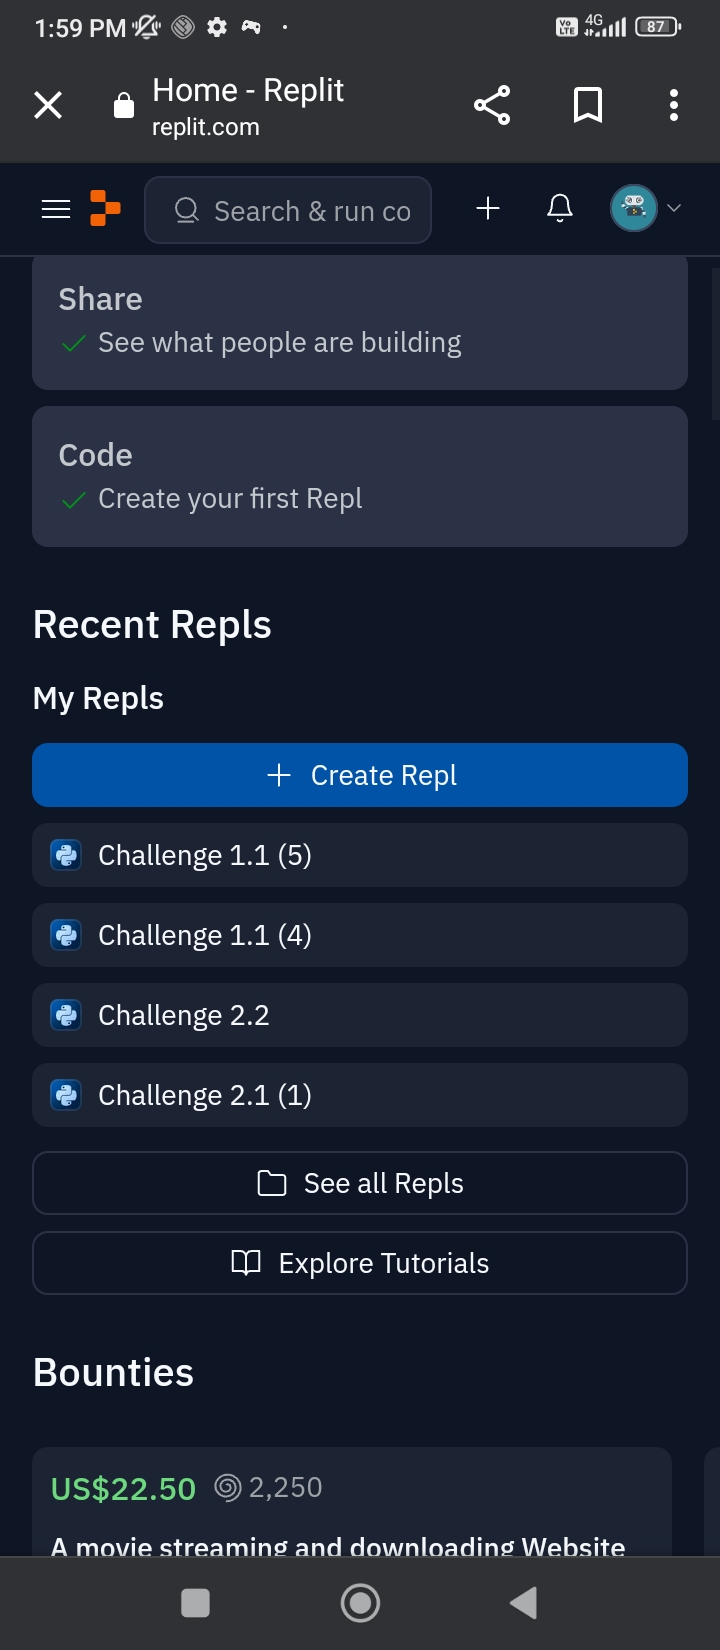 1:59 PM
Vo LTE 4G 87
Home - Replit
replit.com
Search & run co
Share
See what people are building
Code
Create your first Repl
Recent Repls
My Repls
Create Repl
Challenge 1.1 (5)
Challenge 1.1 (4)
Challenge 2.2
Challenge 2.1 (1)
See all Repls
Explore Tutorials
Bounties
US$22.50 2,250
A movie streaming and downloading Website